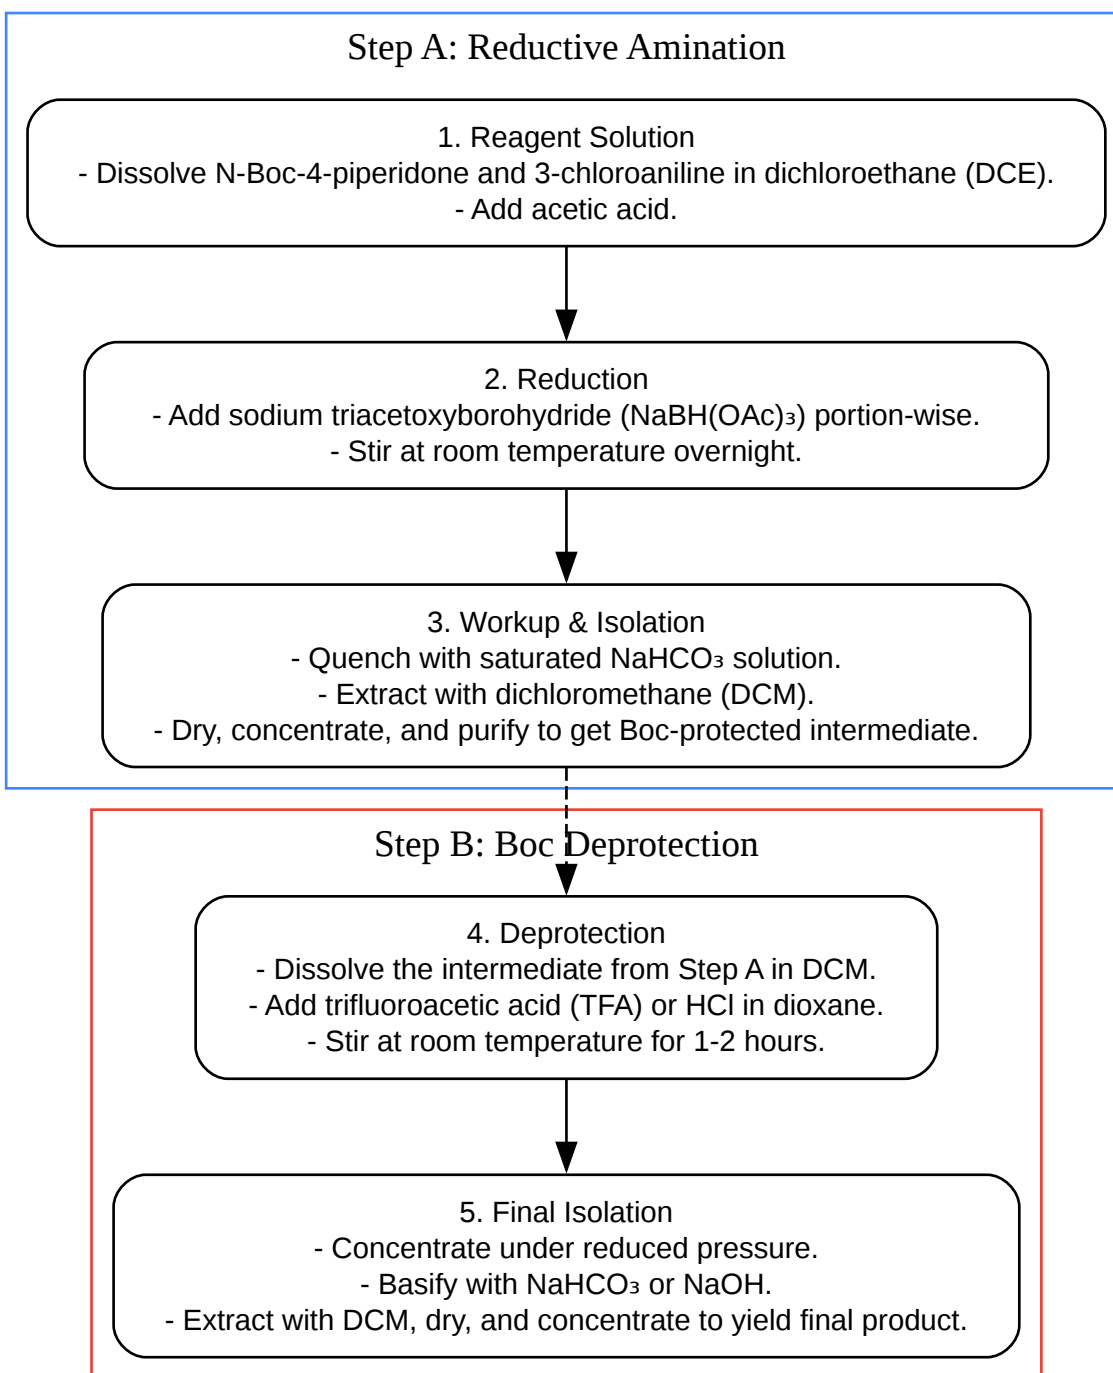 Step A: Reductive Amination
1. Reagent Solution
- Dissolve N-Boc-4-piperidone and 3-chloroaniline in dichloroethane (DCE).
- Add acetic acid.
2. Reduction
- Add sodium triacetoxyborohydride (NaBH(OAc)₃) portion-wise.
- Stir at room temperature overnight.
3. Workup & Isolation
- Quench with saturated NaHCO₃ solution.
- Extract with dichloromethane (DCM).
- Dry, concentrate, and purify to get Boc-protected intermediate.
Step B: Boc Deprotection
4. Deprotection
- Dissolve the intermediate from Step A in DCM.
- Add trifluoroacetic acid (TFA) or HCl in dioxane.
- Stir at room temperature for 1-2 hours.
5. Final Isolation
- Concentrate under reduced pressure.
- Basify with NaHCO₃ or NaOH.
- Extract with DCM, dry, and concentrate to yield final product.